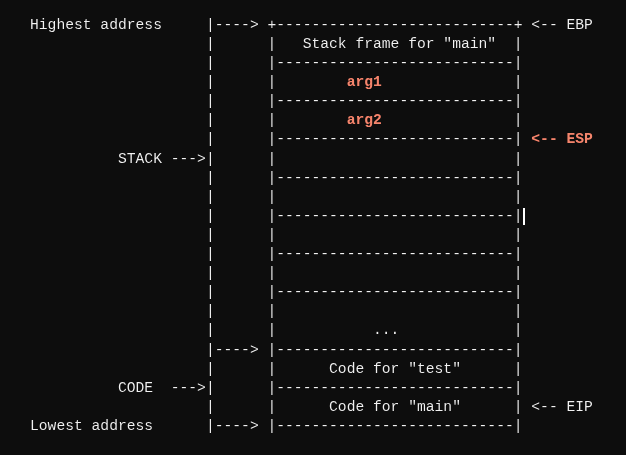 Highest address     |----> +---------------------------+ <-- EBP
                    |      |   Stack frame for "main"  |
                    |      |---------------------------|
                    |      |        arg1               |
                    |      |---------------------------|
                    |      |        arg2               |
                    |      |---------------------------| <-- ESP
          STACK --->|      |                           |
                    |      |---------------------------|
                    |      |                           |
                    |      |---------------------------|
                    |      |                           |
                    |      |---------------------------|
                    |      |                           |
                    |      |---------------------------|
                    |      |                           |
                    |      |           ...             |
                    |----> |---------------------------|
                    |      |      Code for "test"      |
          CODE  --->|      |---------------------------|
                    |      |      Code for "main"      | <-- EIP
Lowest address      |----> |---------------------------|